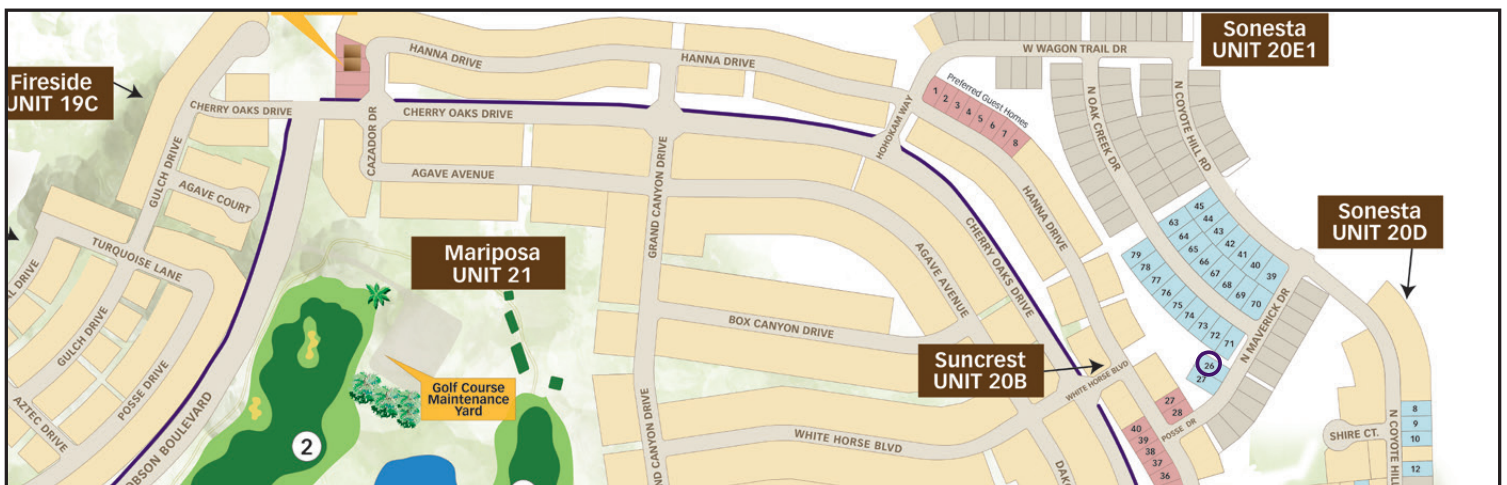 Fireside
UNIT 19C
HANNA DRIVE
HANNA DRIVE
W WAGON TRAIL DR
Sonesta
UNIT 20E1
CHERRY OAKS DRIVE
CAZADOR DR
CHERRY OAKS DRIVE
HOHOKAM WAY
Preferred Guest Homes
1
2
3
4
5
6
7
8
N OAK CREEK DR
N COYOTE HILL RD
GULCH DRIVE
AGAVE COURT
AGAVE AVENUE
GRAND CANYON DRIVE
HANNA DRIVE
CHERRY OAKS DRIVE
AGAVE AVENUE
Sonesta
UNIT 20D
TURQUOISE LANE
Mariposa
UNIT 21
45
44
43
42
41
40
39
63
64
65
66
67
68
69
70
79
78
77
76
75
74
73
72
71
26
27
N MAVERICK DR
GULCH DRIVE
POSSE DRIVE
AZTEC DRIVE
BOX CANYON DRIVE
Suncrest
UNIT 20B
WHITE HORSE BLVD
Golf Course
Maintenance
Yard
2
WHITE HORSE BLVD
27
28
POSSE DR
40
39
38
37
36
SHIRE CT.
N COYOTE HILL
8
9
10
12